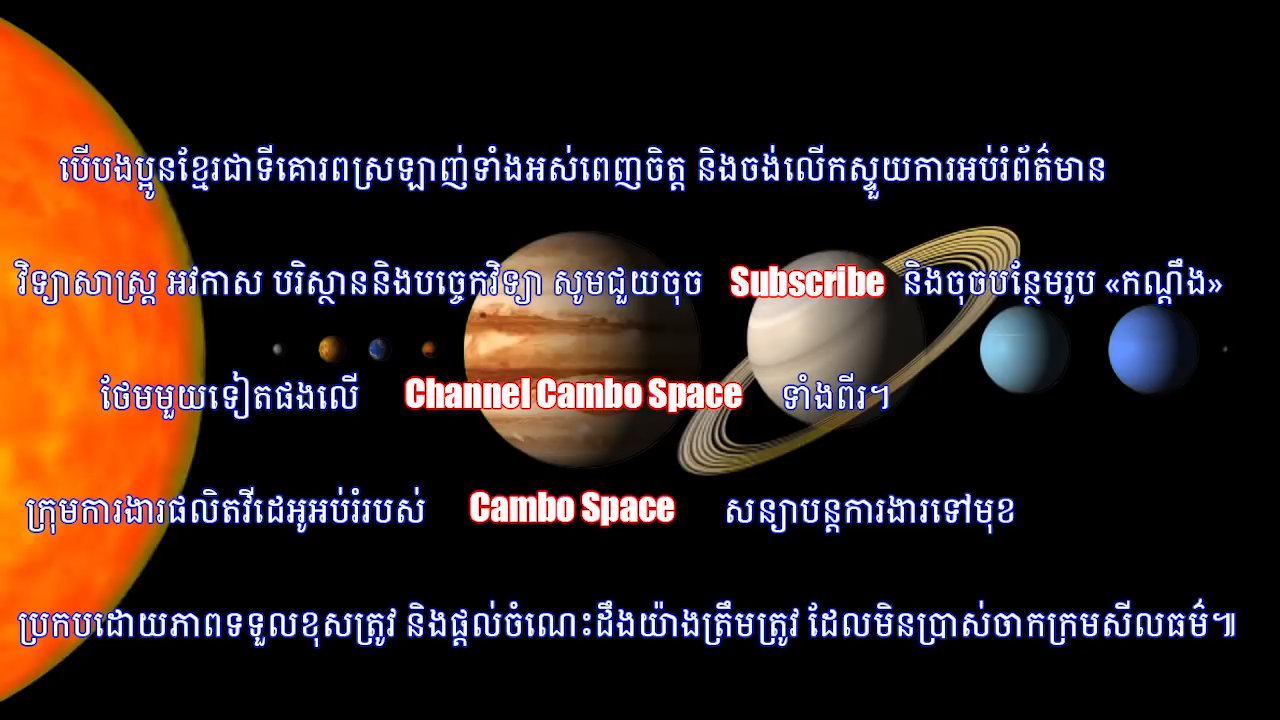 បើបងប្អូនខ្មែរជាទីគោរពស្រឡាញ់ទាំងអស់ពេញចិត្ត និងចង់លើកស្ទួយការអប់រំព័ត៌មាន
វិទ្យាសាស្ត្រ អវកាស បរិស្ថាននិងបច្ចេកវិទ្យា សូមជួយចុច Subscribe និងចុចបន្ថែមរូប «កណ្ដឹង»
ថែមមួយទៀតផងលើ Channel Cambo Space ទាំងពីរ។
ក្រុមការងារផលិតវីដេអូអប់រំរបស់ Cambo Space សន្យាបន្តការងារទៅមុខ
ប្រកបដោយភាពទទួលខុសត្រូវ និងផ្ដល់ចំណេះដឹងយ៉ាងត្រឹមត្រូវ ដែលមិនប្រាស់ចាកក្រមសីលធម៌៕